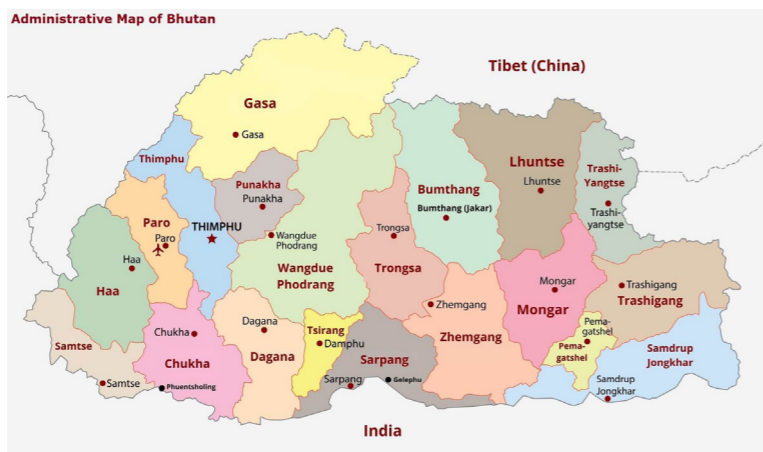 Administrative Map of Bhutan
Tibet (China)
Gasa
Gasa
Thimphu
Punakha
Punakha
Lhuntse
Lhuntse
Trashi-
Yangtse
Trashi-
yangtse
Bumthang
Bumthang (Jakar)
Paro
Paro
THIMPHU
Wangdue
Phodrang
Trongsa
Haa
Haa
Wangdue
Phodrang
Trongsa
Mongar
Mongar
Trashigang
Trashigang
Zhemgang
Zhemgang
Dagana
Dagana
Tsirang
Damphu
Chukha
Chukha
Pema-
gatshel
Pema-
gatshel
Samtse
Samtse
Phuentsholing
Sarpang
Sarpang
Gelephu
Samdrup
Jongkhar
Samdrup
Jongkhar
India